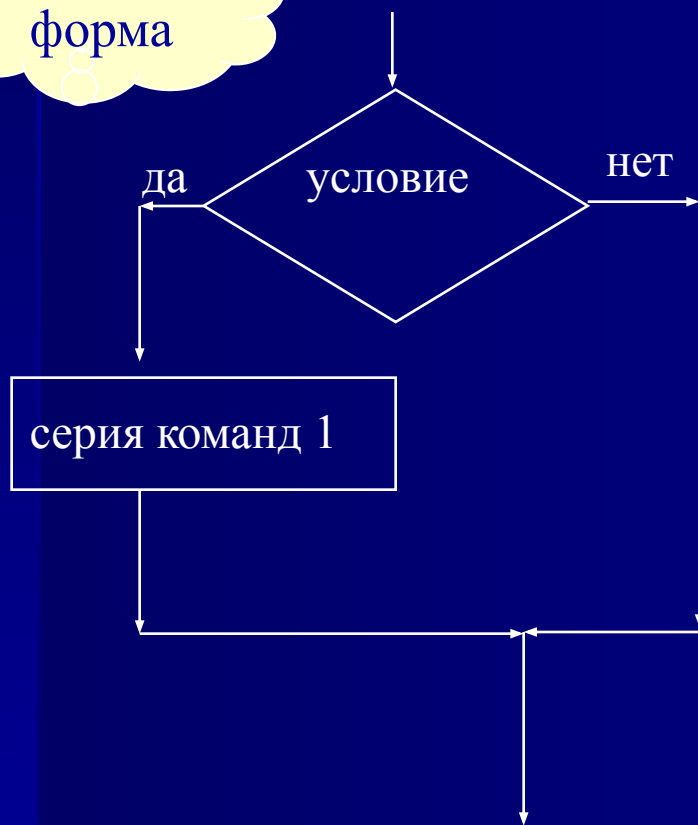 форма
да
условие
нет
серия команд 1